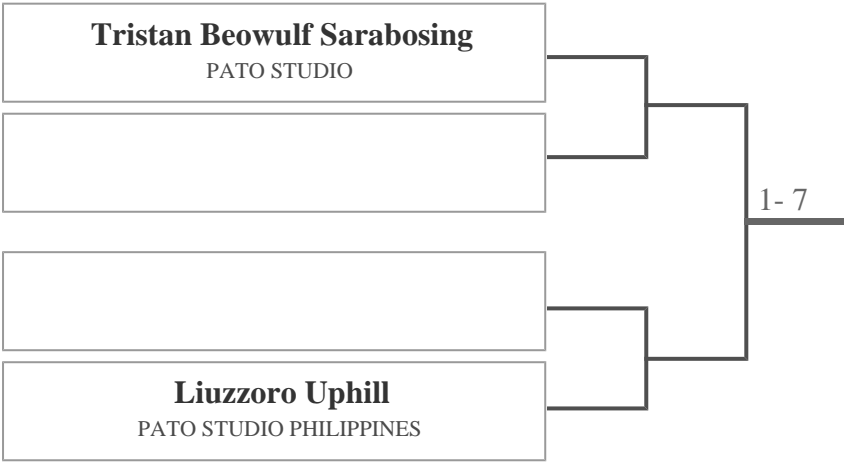 Tristan Beowulf Sarabosing
PATO STUDIO
1- 7
Liuzzoro Uphill
PATO STUDIO PHILIPPINES